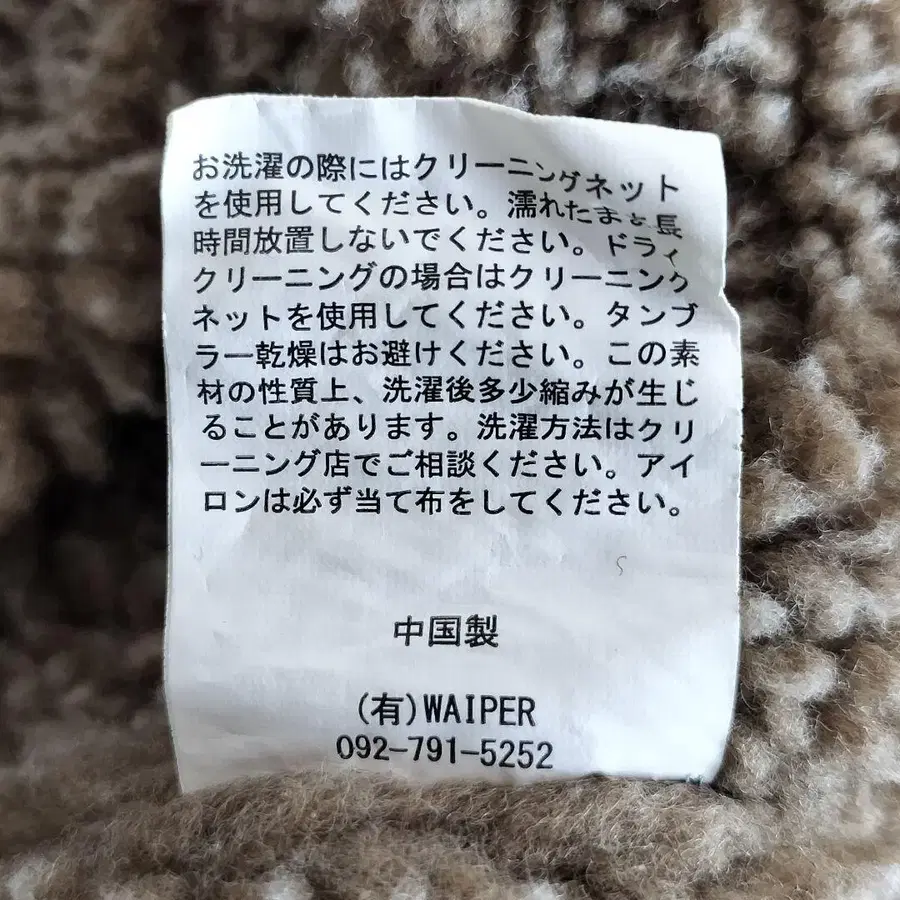 お洗濯の際にはクリーニングネット
を使用してください。濡れたまま長
時間放置しないでください。ドライ
クリーニングの場合はクリーニング
ネットを使用してください。タンブ
ラー乾燥はお避けください。この素
材の性質上、洗濯後多少縮みが生じ
ることがあります。洗濯方法はクリ
ーニング店でご相談ください。アイ
ロンは必ず当て布をしてください。
中国製
(有)WAIPER
092-791-5252